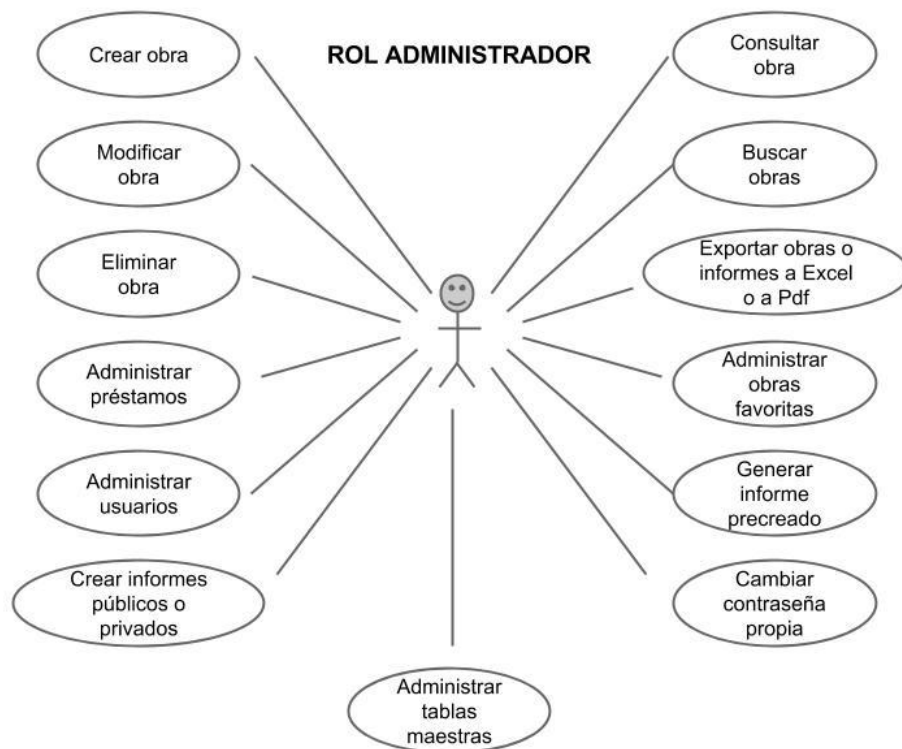 ROL ADMINISTRADOR
Crear obra
Consultar
obra
Modificar
obra
Buscar
obras
Eliminar
obra
Exportar obras o
informes a Excel
o a Pdf
Administrar
préstamos
Administrar
obras
favoritas
Administrar
usuarios
Generar
informe
precreado
Crear informes
públicos o
privados
Cambiar
contraseña
propia
Administrar
tablas
maestras